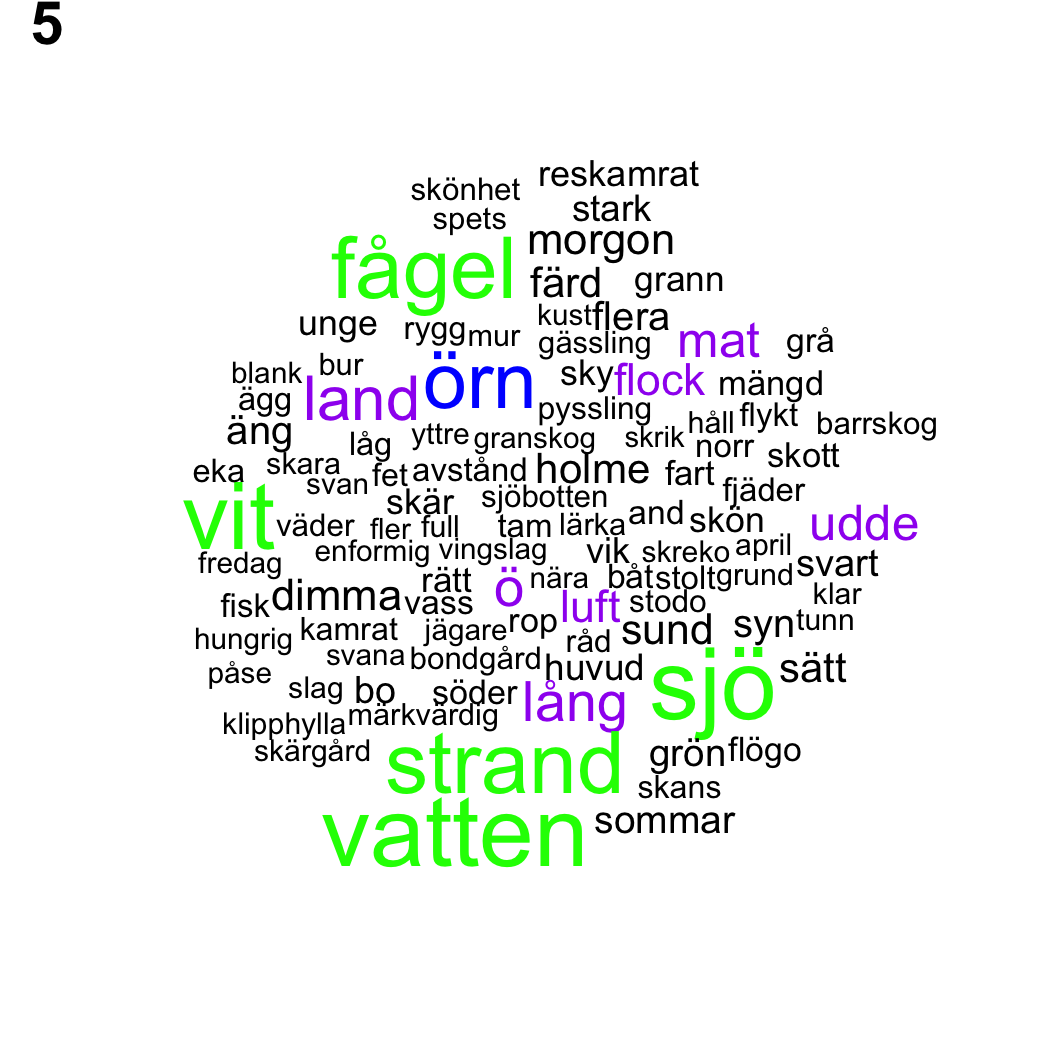 5
reskamrat
skönhet
stark
spets
morgon
fågel
färd grann
kust flera
unge rygg mur
gässling mat grå
blank bur
örn sky flock mängd
ägg land
pyssling
håll flykt barrskog
äng låg yttre granskog skrik norr
skott
eka skara fet avstånd holme fart
svan skär sjöbotten fjäder
vit väder fler full tam lärka and skön udde
enformig vingslag vik skreko april
fredag svart
rätt ö nära båt stolt grund
fisk dimma vass luft stodo klar
hungrig kamrat jägare rop råd sund syn tunn
svana bondgård huvud sjö sätt
påse
slag bo söder lång
klipphylla märkvärdig
skärgård strand grön flögo
skans
vatten sommar